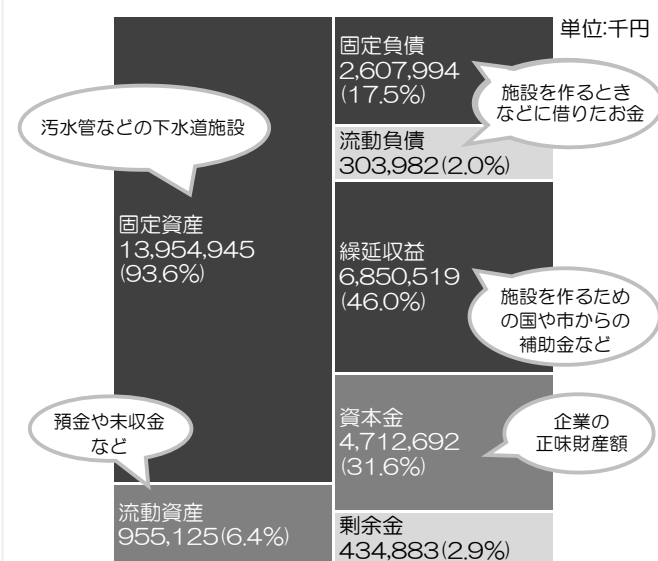 単位:千円
汚水管などの下水道施設
固定資産
13,954,945
(93.6%)
預金や未収金
など
流動資産
955,125(6.4%)
固定負債
2,607,994
(17.5%)
施設を作るとき
などに借りたお金
流動負債
303,982(2.0%)
繰延収益
6,850,519
(46.0%)
施設を作るため
の国や市からの
補助金など
資本金
4,712,692
(31.6%)
企業の
正味財産額
剰余金
434,883(2.9%)